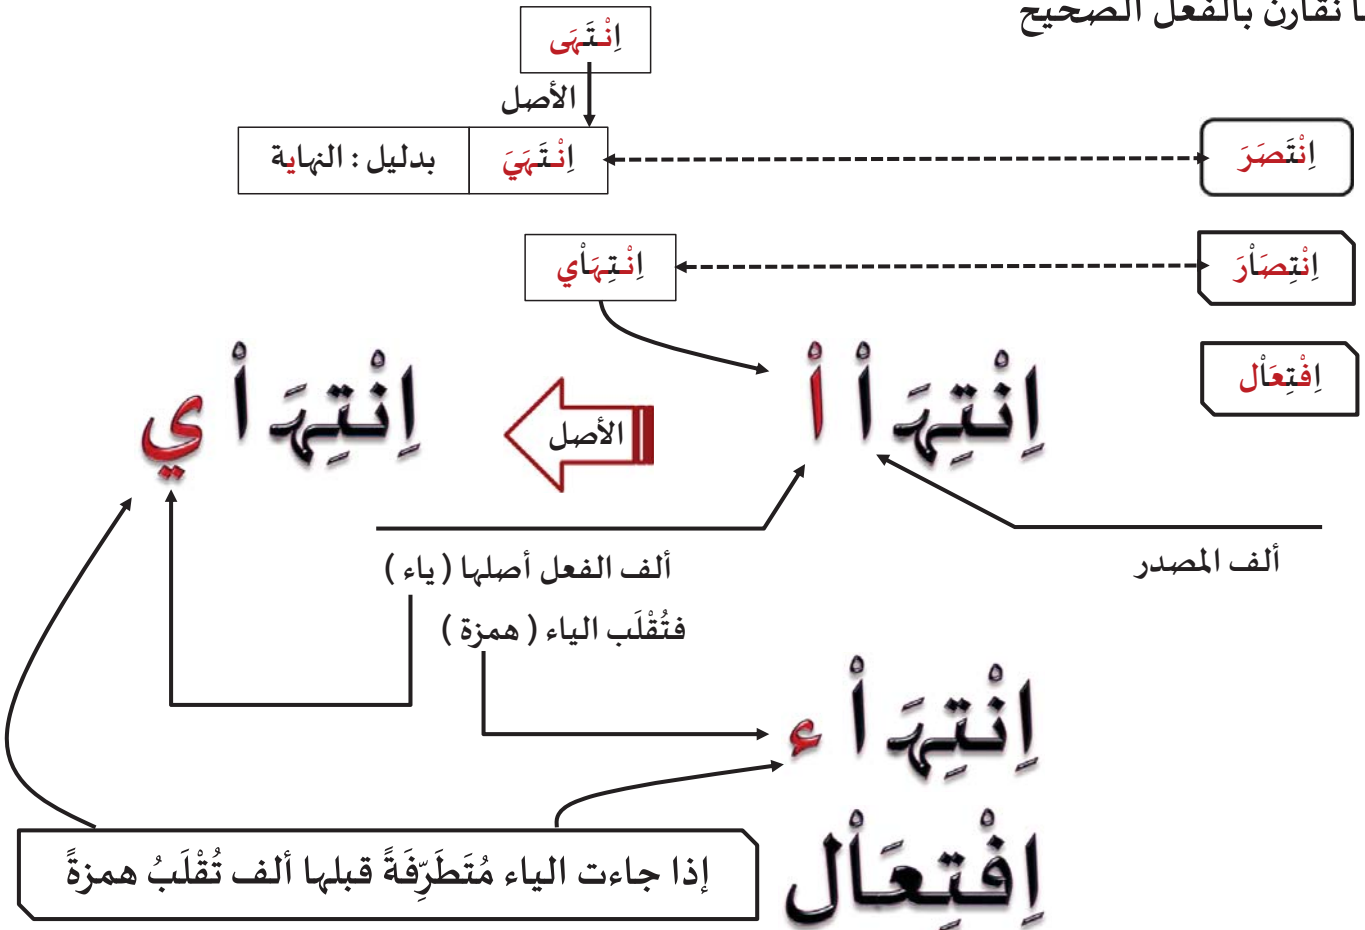 نقارن بالفعل الصحيح
اِنْتَهَى
الأصل
اِنْتَصَرَ
اِنْتَهَيَ
بدليل : النهاية
اِنْتِصَاْرَ
اِنْتِهَاْي
اِفْتِعَاْل
اِنْتِهَـ اْ اْ
الأصل
اِنْتِهَـ اْ ي
ألف المصدر
ألف الفعل أصلها ( ياء )
فتُقْلَب الياء ( همزة )
اِنْتِهَـ اْ ء
اِفْتِعَاْل
إذا جاءت الياء مُتَطَرِّفَةً قبلها ألف تُقْلَبُ همزةً